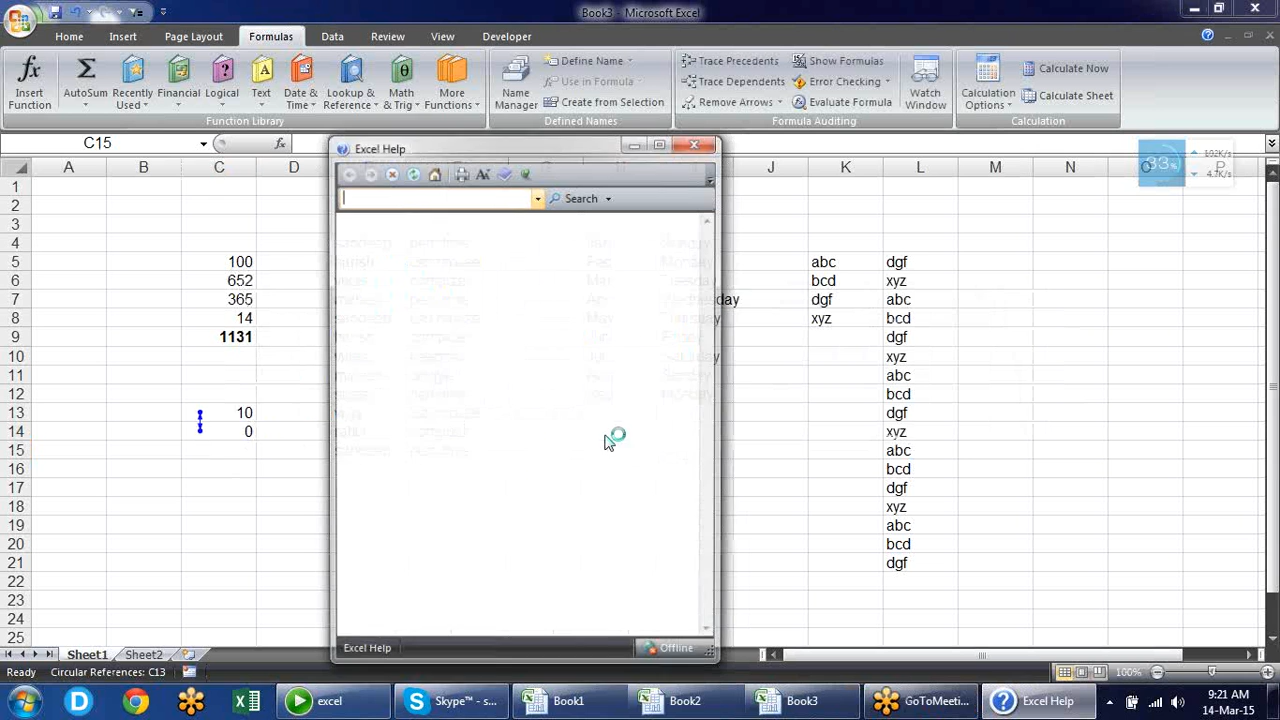 Book3 - Microsoft Excel
Home Insert Page Layout Formulas Data Review View Developer
Insert Function
AutoSum
Recently Used
Financial
Logical
Text
Date & Time
Lookup & Reference
Math & Trig
More Functions
Function Library
Name Manager
Define Name
Use in Formula
Create from Selection
Defined Names
Trace Precedents
Trace Dependents
Remove Arrows
Show Formulas
Error Checking
Evaluate Formula
Formula Auditing
Watch Window
Calculation Options
Calculate Now
Calculate Sheet
Calculation
C15
fx
33%
A B C D J K L M N P
Excel Help
Search
1
2
3
4
5 100 abc dgf
6 652 bcd xyz
7 365 dgf abc
8 14 xyz bcd
9 1131 dgf
10 xyz
11 abc
12 bcd
13 10 dgf
14 0 xyz
15 abc
16 bcd
17 dgf
18 xyz
19 abc
20 bcd
21 dgf
22
23
24
25
Excel Help Offline
Sheet1 Sheet2
Ready Circular References: C13 100%
excel Skype™ - s... Book1 Book2 Book3 GoToMeeti... Excel Help
9:21 AM
14-Mar-15